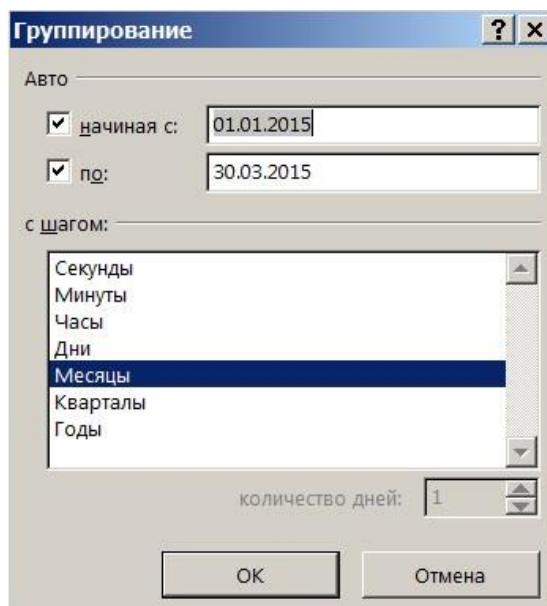 Группирование
Авто
начиная с: 01.01.2015
по: 30.03.2015
с шагом:
Секунды
Минуты
Часы
Дни
Месяцы
Кварталы
Годы
количество дней: 1
ОК Отмена